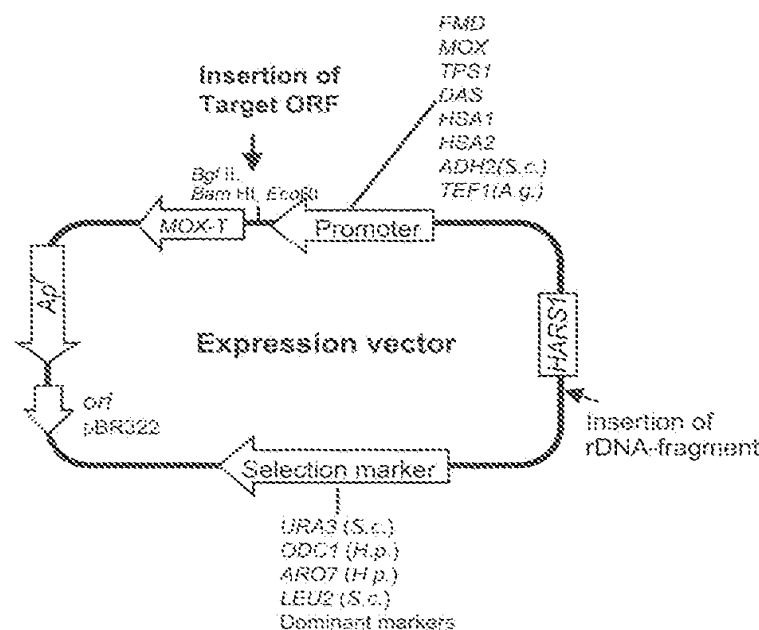 FMD
MOX
TPS1
DAS
HSA1
HSA2
ADH2(S.c.)
TEF1(A.g.)
Insertion of
Target ORF
Bgl II,
Bam HI, EcoRI
MOX-T
Promoter
Apr
HARS1
Expression vector
ori
pBR322
Insertion of
rDNA-fragment
Selection marker
URA3 (S.c.)
ODC1 (H.p.)
ARO7 (H p.)
LEU2 (S.c.)
Dominant markers